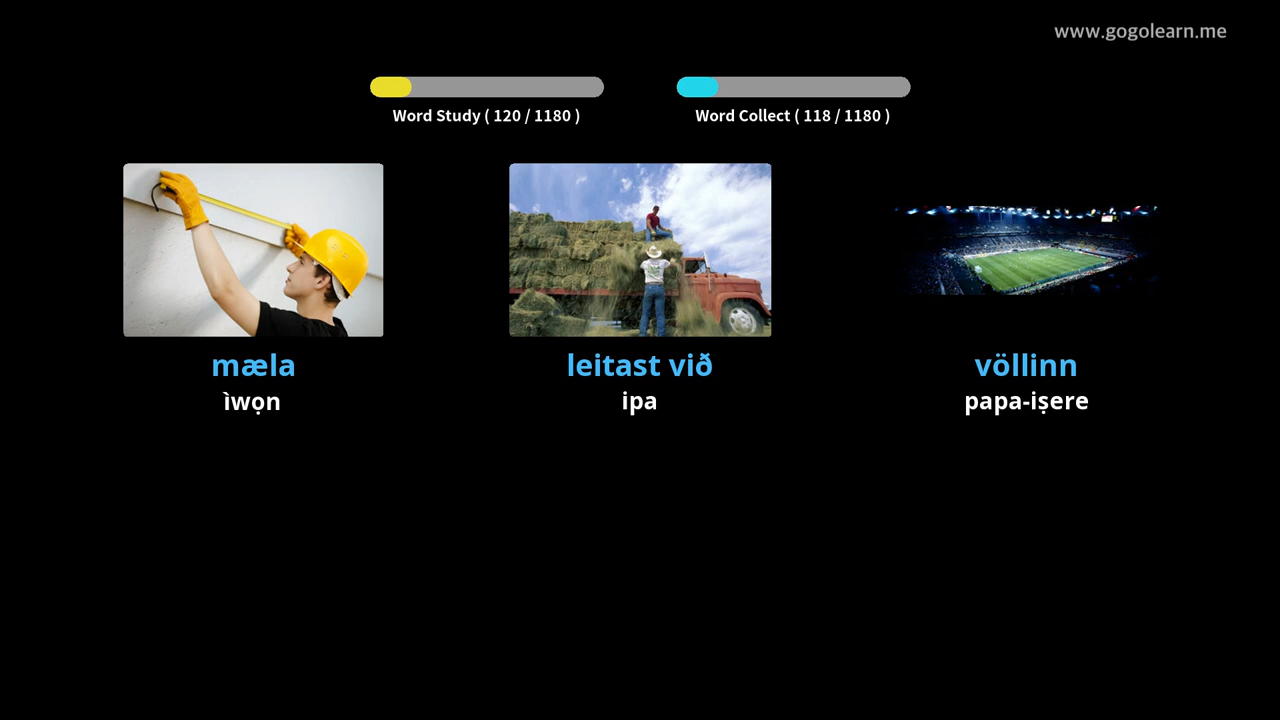 www.gogolearn.me
Word Study ( 120 / 1180 )
Word Collect ( 118 / 1180 )
mæla
leitast við
völlinn
ìwọn
ipa
papa-iṣere